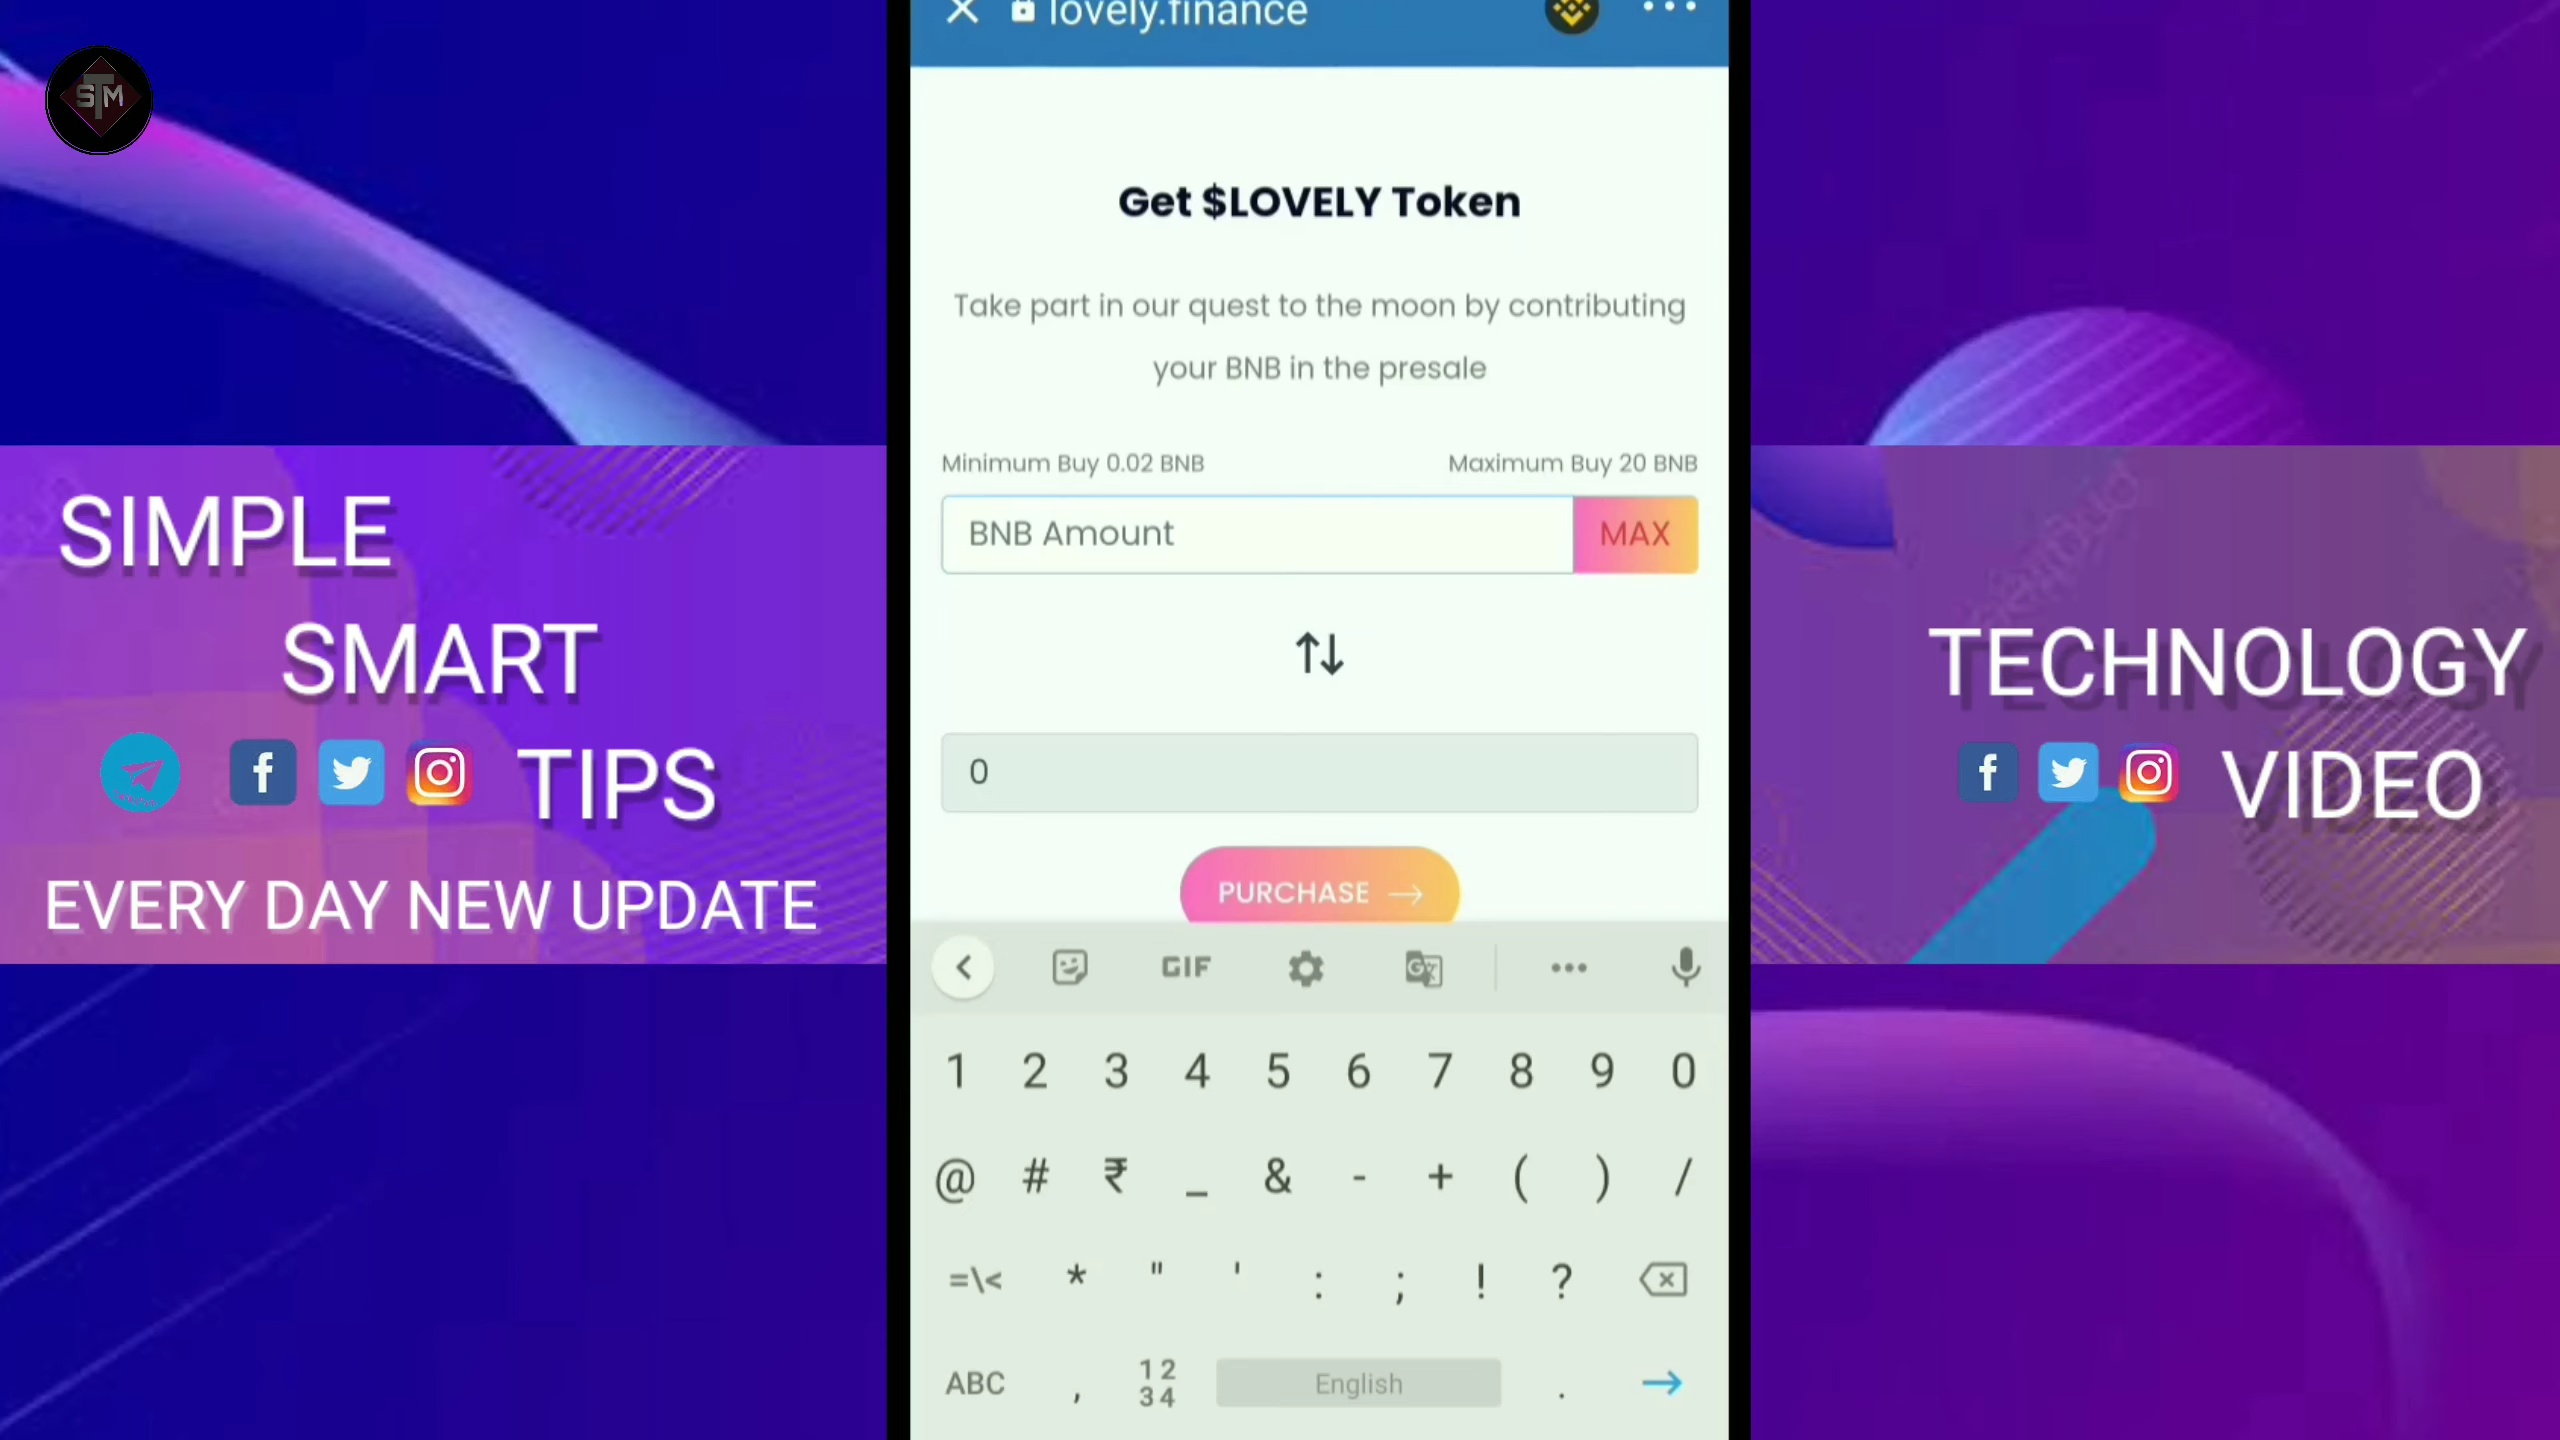 STM
lovely.finance
Get $LOVELY Token
Take part in our quest to the moon by contributing
your BNB in the presale
Minimum Buy 0.02 BNB
Maximum Buy 20 BNB
BNB Amount
MAX
0
PURCHASE →
SIMPLE
SMART
TIPS
EVERY DAY NEW UPDATE
TECHNOLOGY
VIDEO
GIF
1 2 3 4 5 6 7 8 9 0
@ # ₹ _ & - + ( ) /
=\< * " ' : ; ! ?
ABC , 12 34 English .